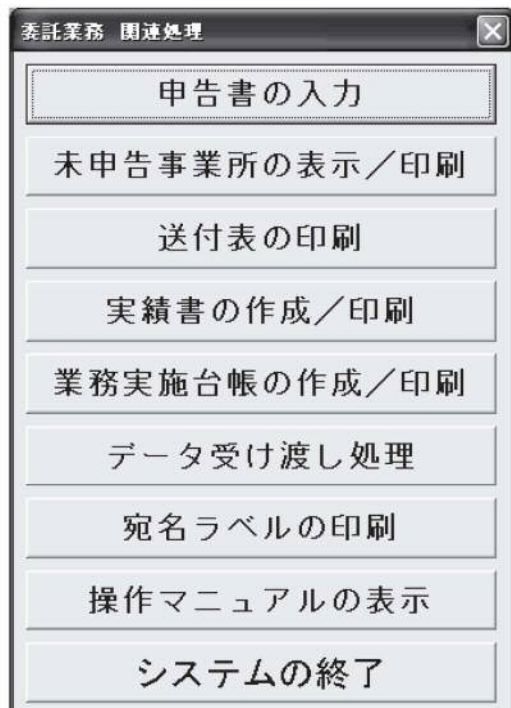 委託業務 関連処理
申告書の入力
未申告事業所の表示／印刷
送付表の印刷
実績書の作成／印刷
業務実施台帳の作成／印刷
データ受け渡し処理
宛名ラベルの印刷
操作マニュアルの表示
システムの終了